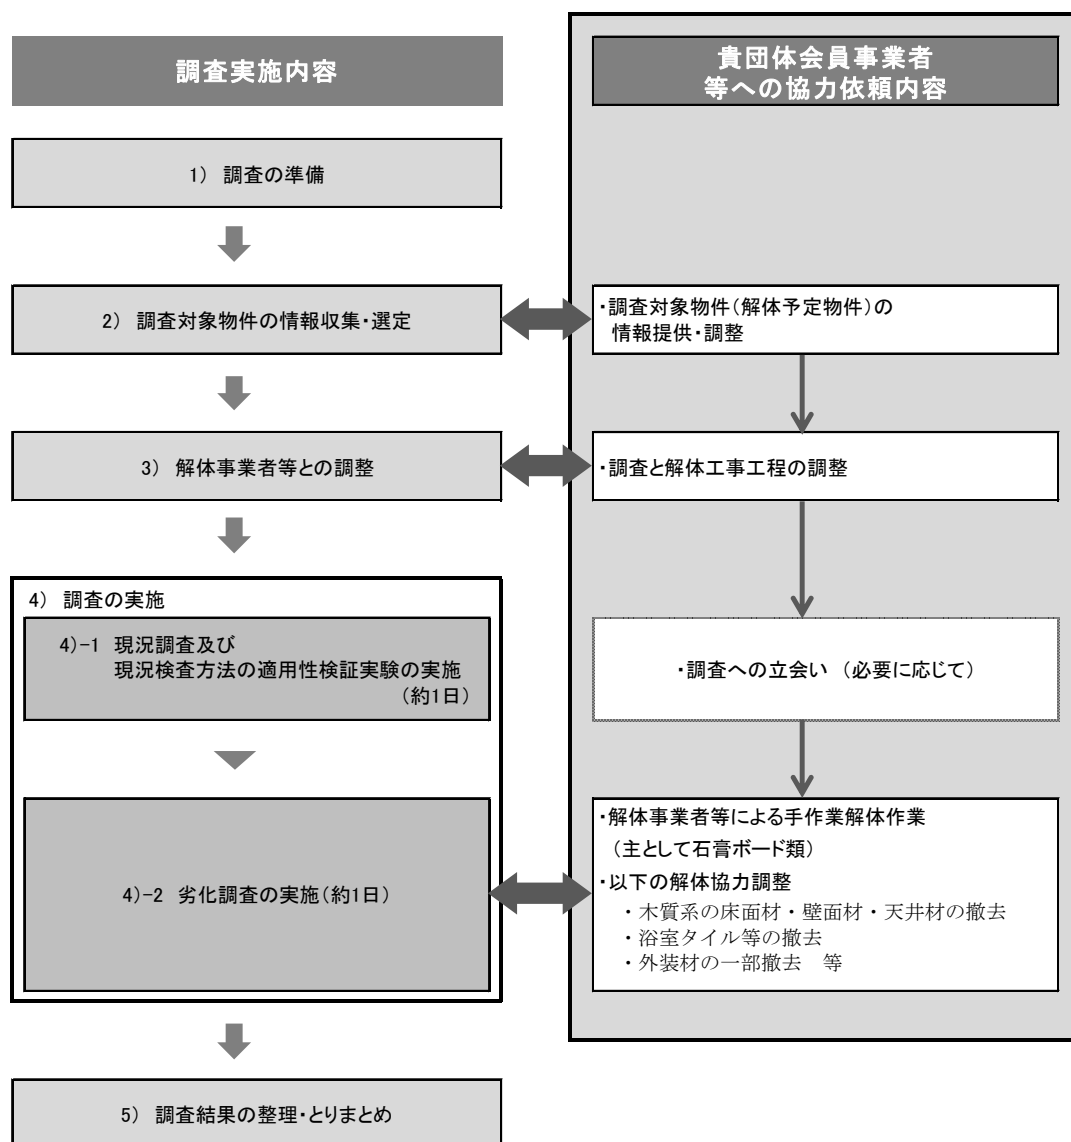 調査実施内容
貴団体会員事業者
等への協力依頼内容
1） 調査の準備
2） 調査対象物件の情報収集・選定
・調査対象物件（解体予定物件）の
情報提供・調整
3） 解体事業者等との調整
・調査と解体工事工程の調整
4） 調査の実施
4）-1 現況調査及び
現況検査方法の適用性検証実験の実施
（約1日）
・調査への立会い （必要に応じて）
4）-2 劣化調査の実施（約1日）
・解体事業者等による手作業解体作業
（主として石膏ボード類）
・以下の解体協力調整
・木質系の床面材・壁面材・天井材の撤去
・浴室タイル等の撤去
・外装材の一部撤去 等
5） 調査結果の整理・とりまとめ